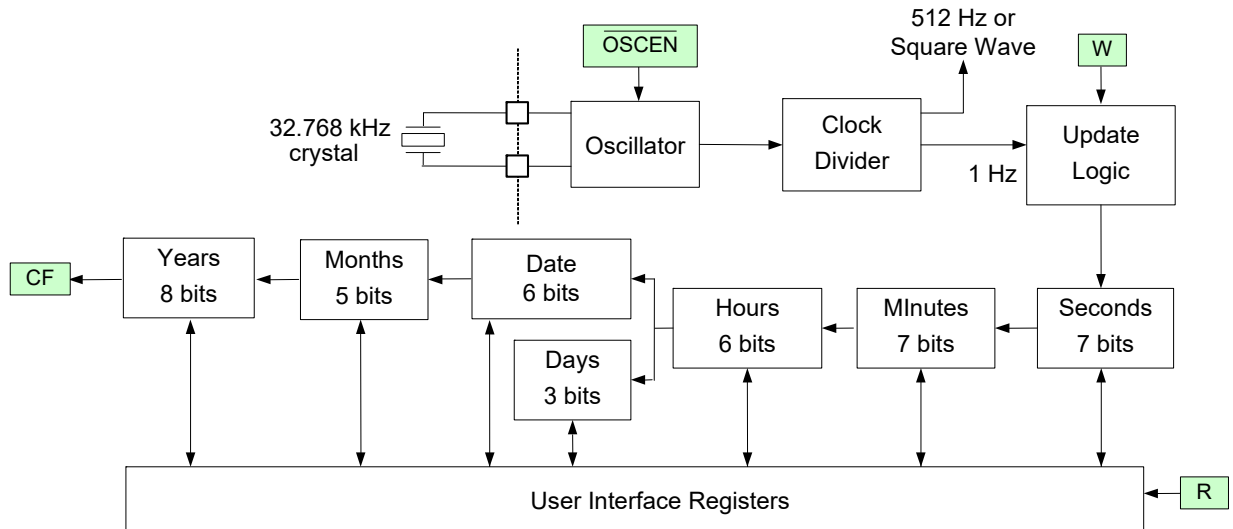 512 Hz or
Square Wave
OSCEN
W
32.768 kHz
crystal
Oscillator
Clock
Divider
1 Hz
Update
Logic
CF
Years
8 bits
Months
5 bits
Date
6 bits
Days
3 bits
Hours
6 bits
MInutes
7 bits
Seconds
7 bits
User Interface Registers
R